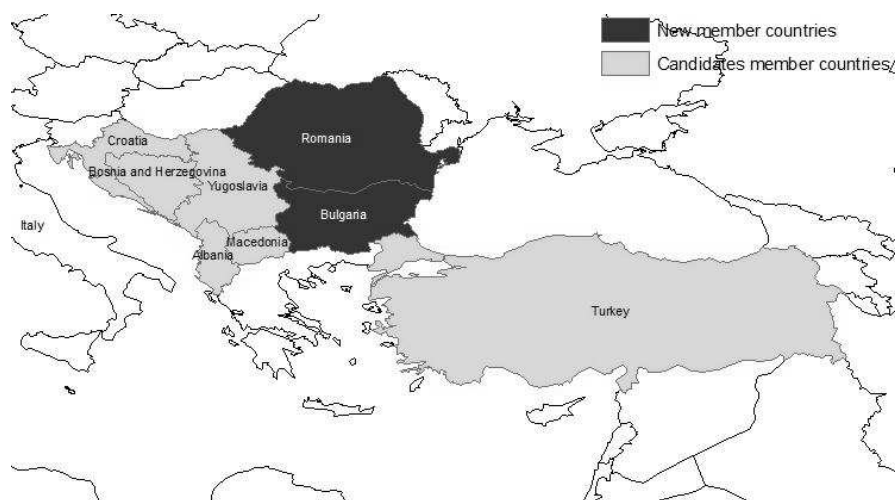 New member countries
Candidates member countries
Romania
Croatia
Bosnia and Herzegovina
Yugoslavia
Bulgaria
Italy
Macedonia
Albania
Turkey